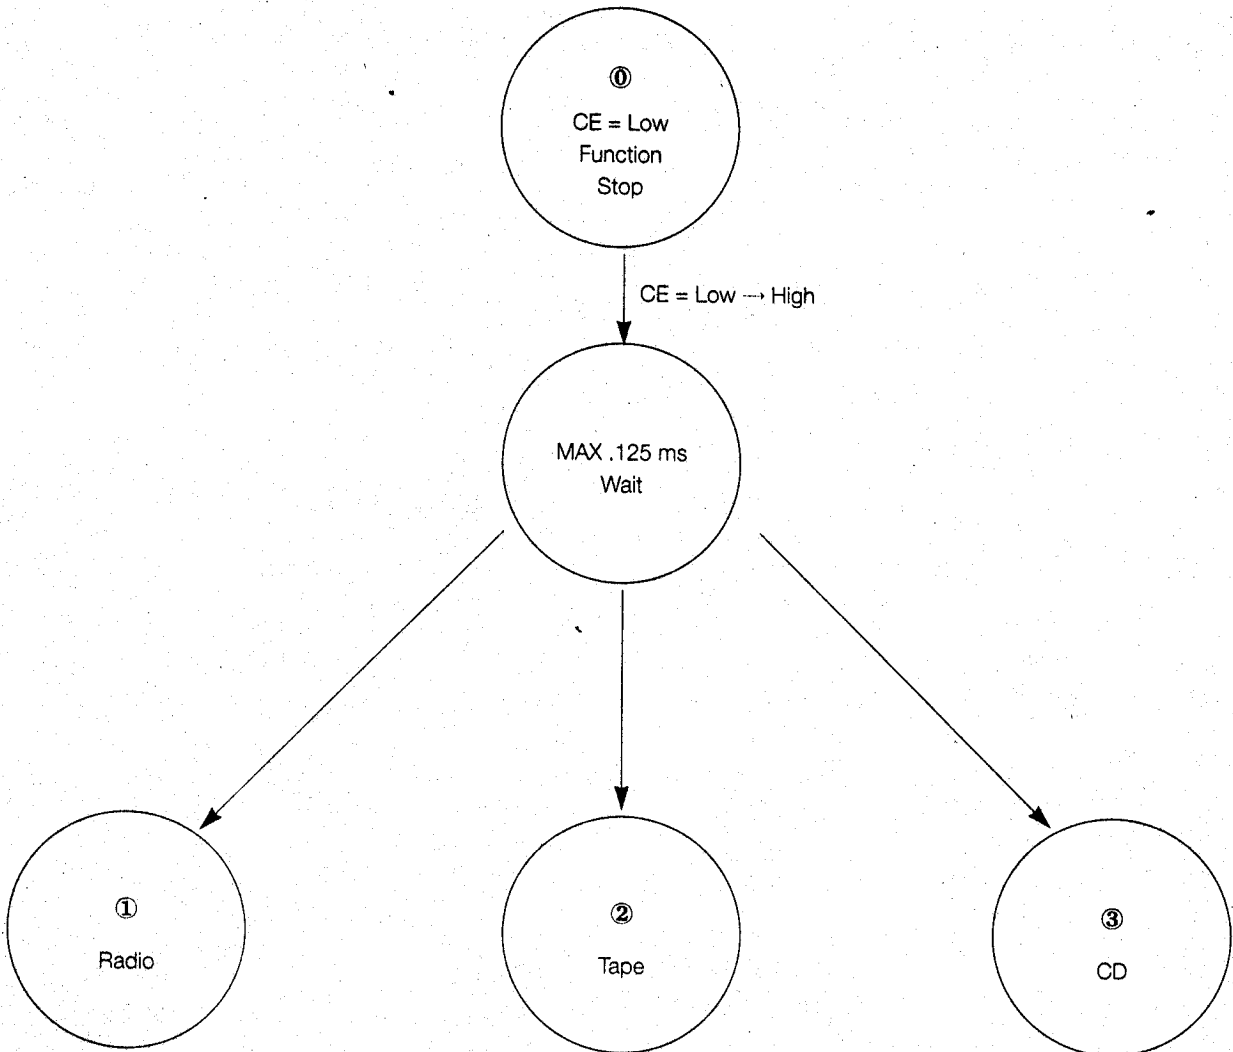 ⓪
CE = Low
Function
Stop
CE = Low → High
MAX .125 ms
Wait
①
Radio
②
Tape
③
CD